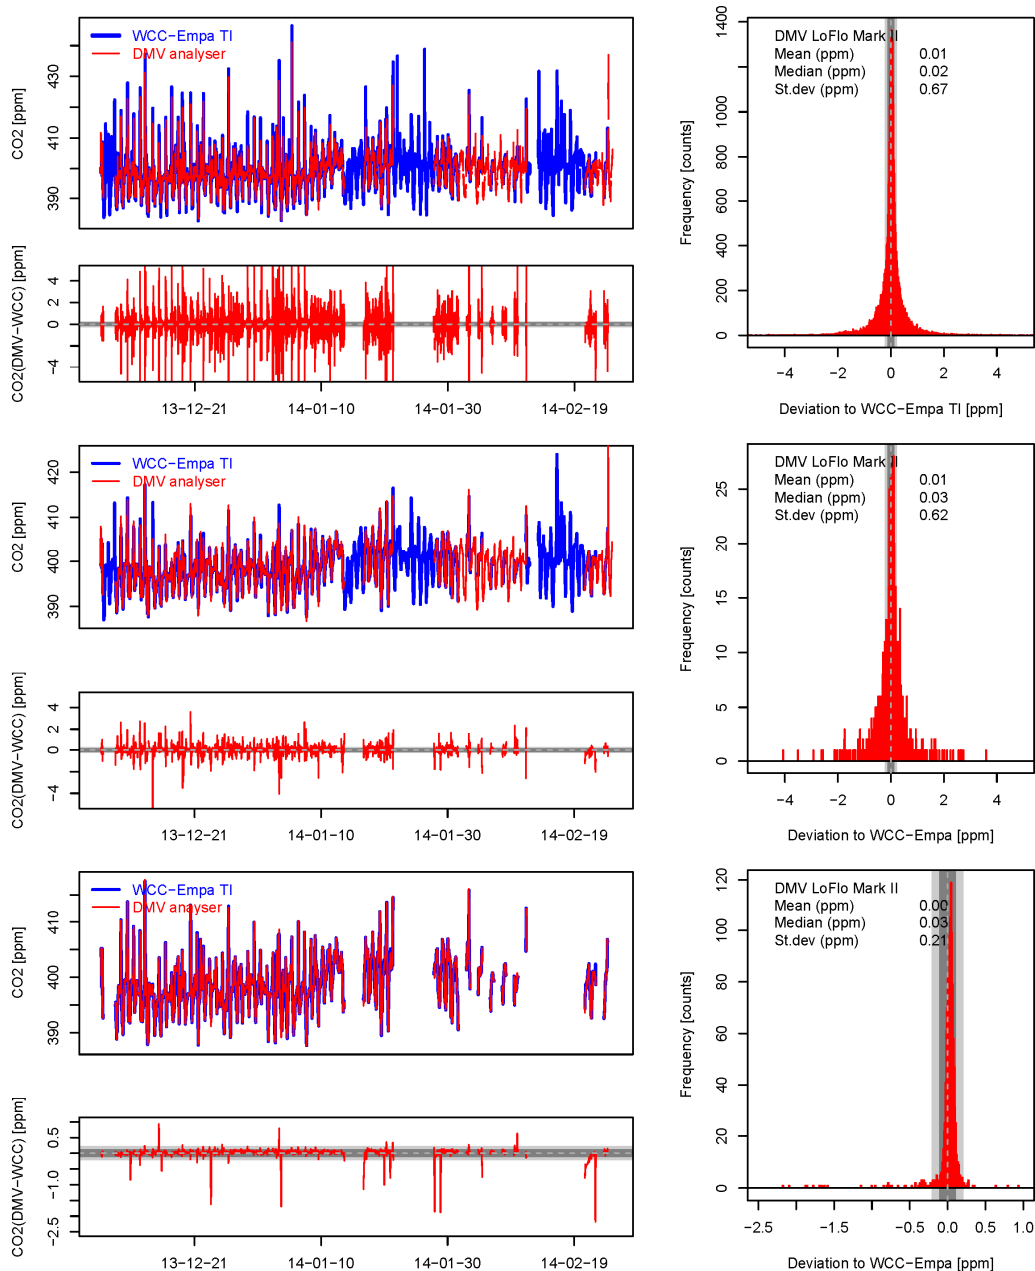 WCC−Empa TI
DMV analyser
CO2 [ppm]
430
410
390
CO2(DMV−WCC) [ppm]
4
2
0
−4
13−12−21 14−01−10 14−01−30 14−02−19
DMV LoFlo Mark II
Mean (ppm) 0.01
Median (ppm) 0.02
St.dev (ppm) 0.67
Frequency [counts]
1400
1000
800
600
400
200
0
−4 −2 0 2 4
Deviation to WCC−Empa TI [ppm]
WCC−Empa TI
DMV analyser
CO2 [ppm]
420
400
390
CO2(DMV−WCC) [ppm]
4
2
0
−4
13−12−21 14−01−10 14−01−30 14−02−19
DMV LoFlo Mark II
Mean (ppm) 0.01
Median (ppm) 0.03
St.dev (ppm) 0.62
Frequency [counts]
25
20
15
10
5
0
−4 −2 0 2 4
Deviation to WCC−Empa [ppm]
WCC−Empa TI
DMV anayser
CO2 [ppm]
410
400
390
CO2(DMV−WCC) [ppm]
0.5
−1.0
−2.5
13−12−21 14−01−10 14−01−30 14−02−19
DMV LoFlo Mark II
Mean (ppm) 0.00
Median (ppm) 0.03
St.dev (ppm) 0.21
Frequency [counts]
120
100
80
60
40
20
0
−2.5 −1.5 −0.5 0.0 0.5 1.0
Deviation to WCC−Empa [ppm]